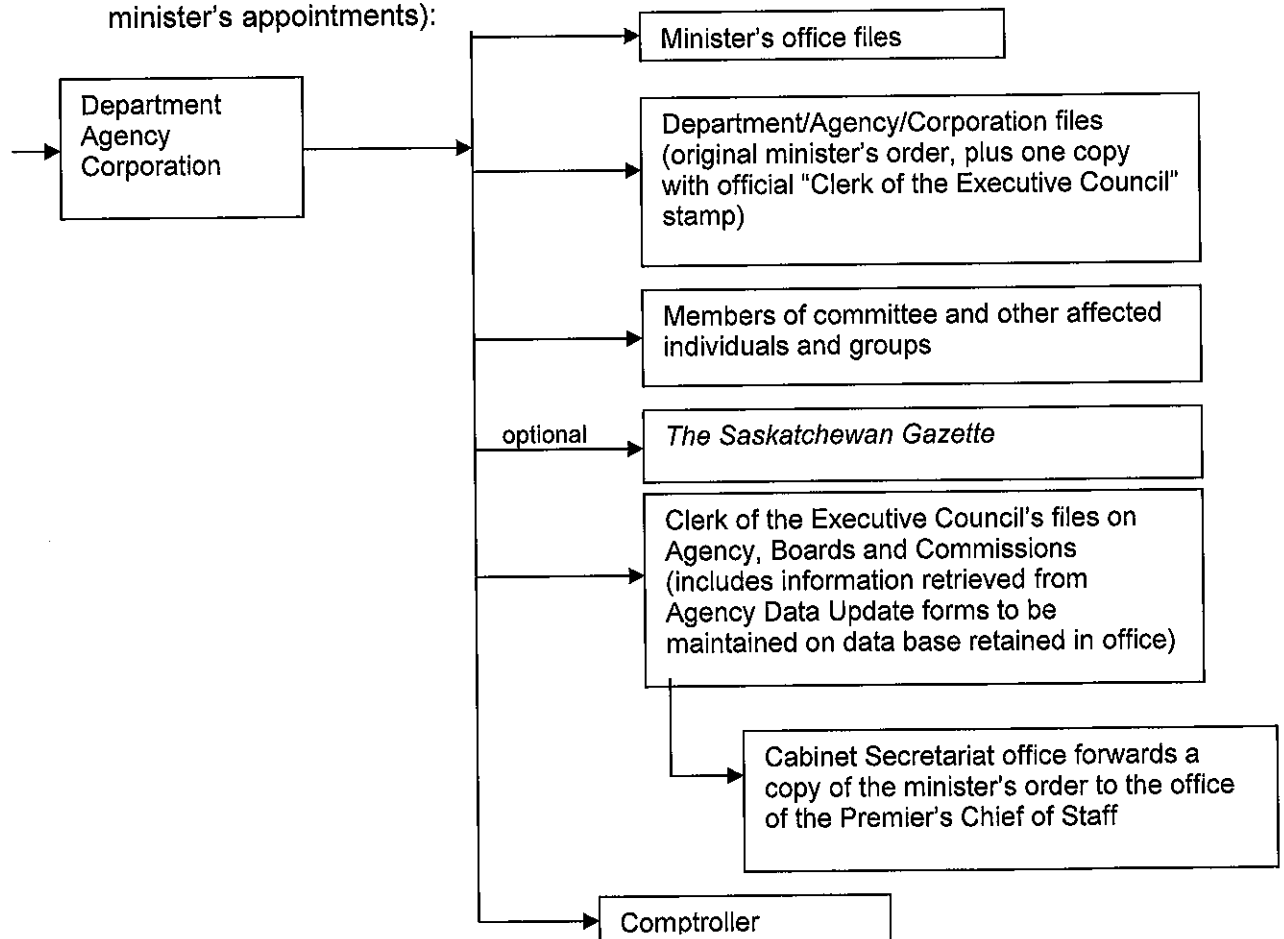 minister's appointments):
Minister's office files
Department
Agency
Corporation
Department/Agency/Corporation files
(original minister's order, plus one copy
with official "Clerk of the Executive Council"
stamp)
Members of committee and other affected
individuals and groups
optional
The Saskatchewan Gazette
Clerk of the Executive Council's files on
Agency, Boards and Commissions
(includes information retrieved from
Agency Data Update forms to be
maintained on data base retained in office)
Cabinet Secretariat office forwards a
copy of the minister's order to the office
of the Premier's Chief of Staff
Comptroller